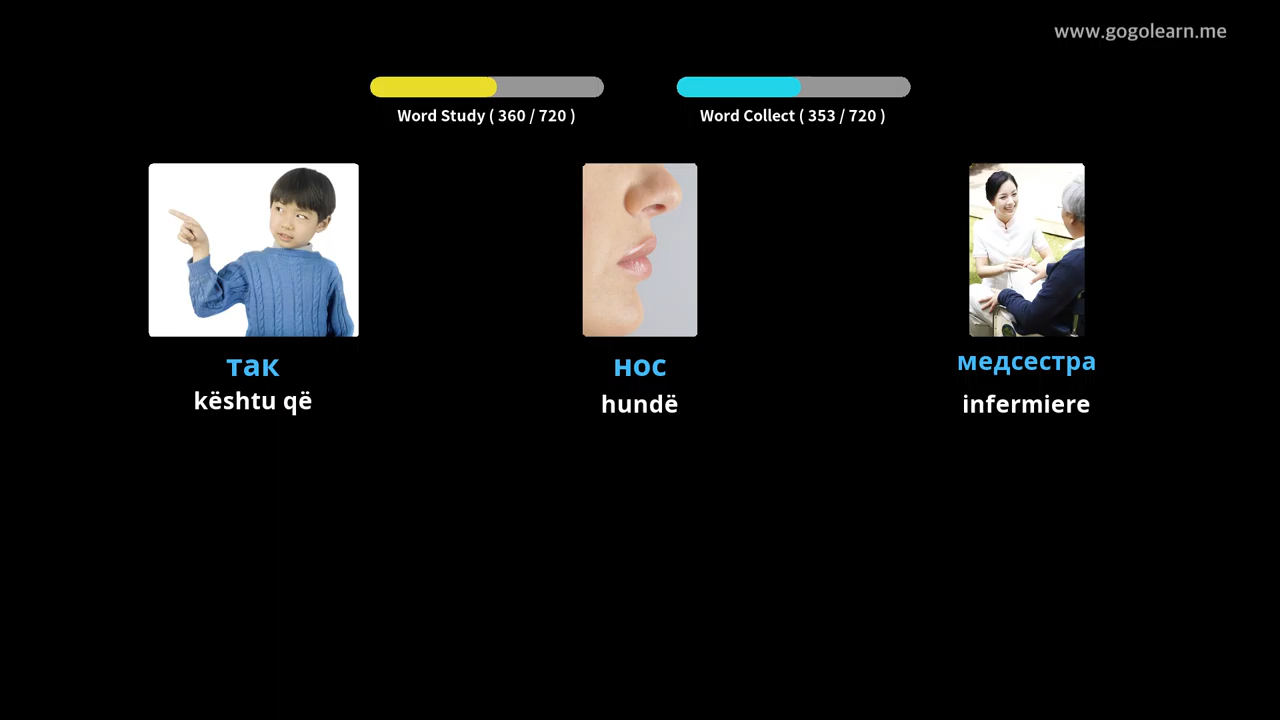 www.gogolearn.me
Word Study ( 360 / 720 )
Word Collect ( 353 / 720 )
так
kështu që
нос
hundë
медсестра
infermiere